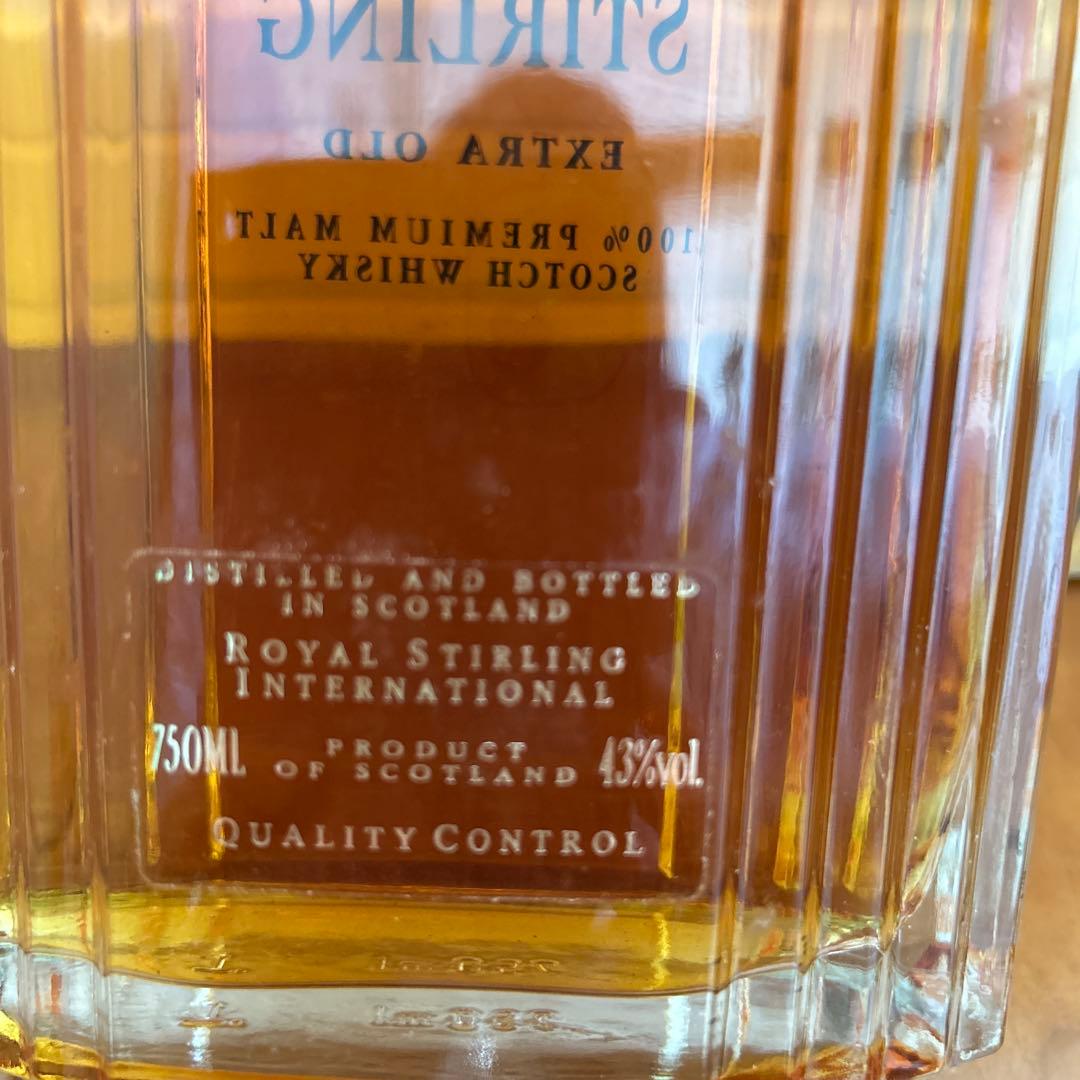 STIRLING
EXTRA OLD
100% PREMIUM MALT
SCOTCH WHISKY
DISTILLED AND BOTTLED
IN SCOTLAND
ROYAL STIRLING
INTERNATIONAL
750ML PRODUCT OF SCOTLAND 43%vol.
QUALITY CONTROL